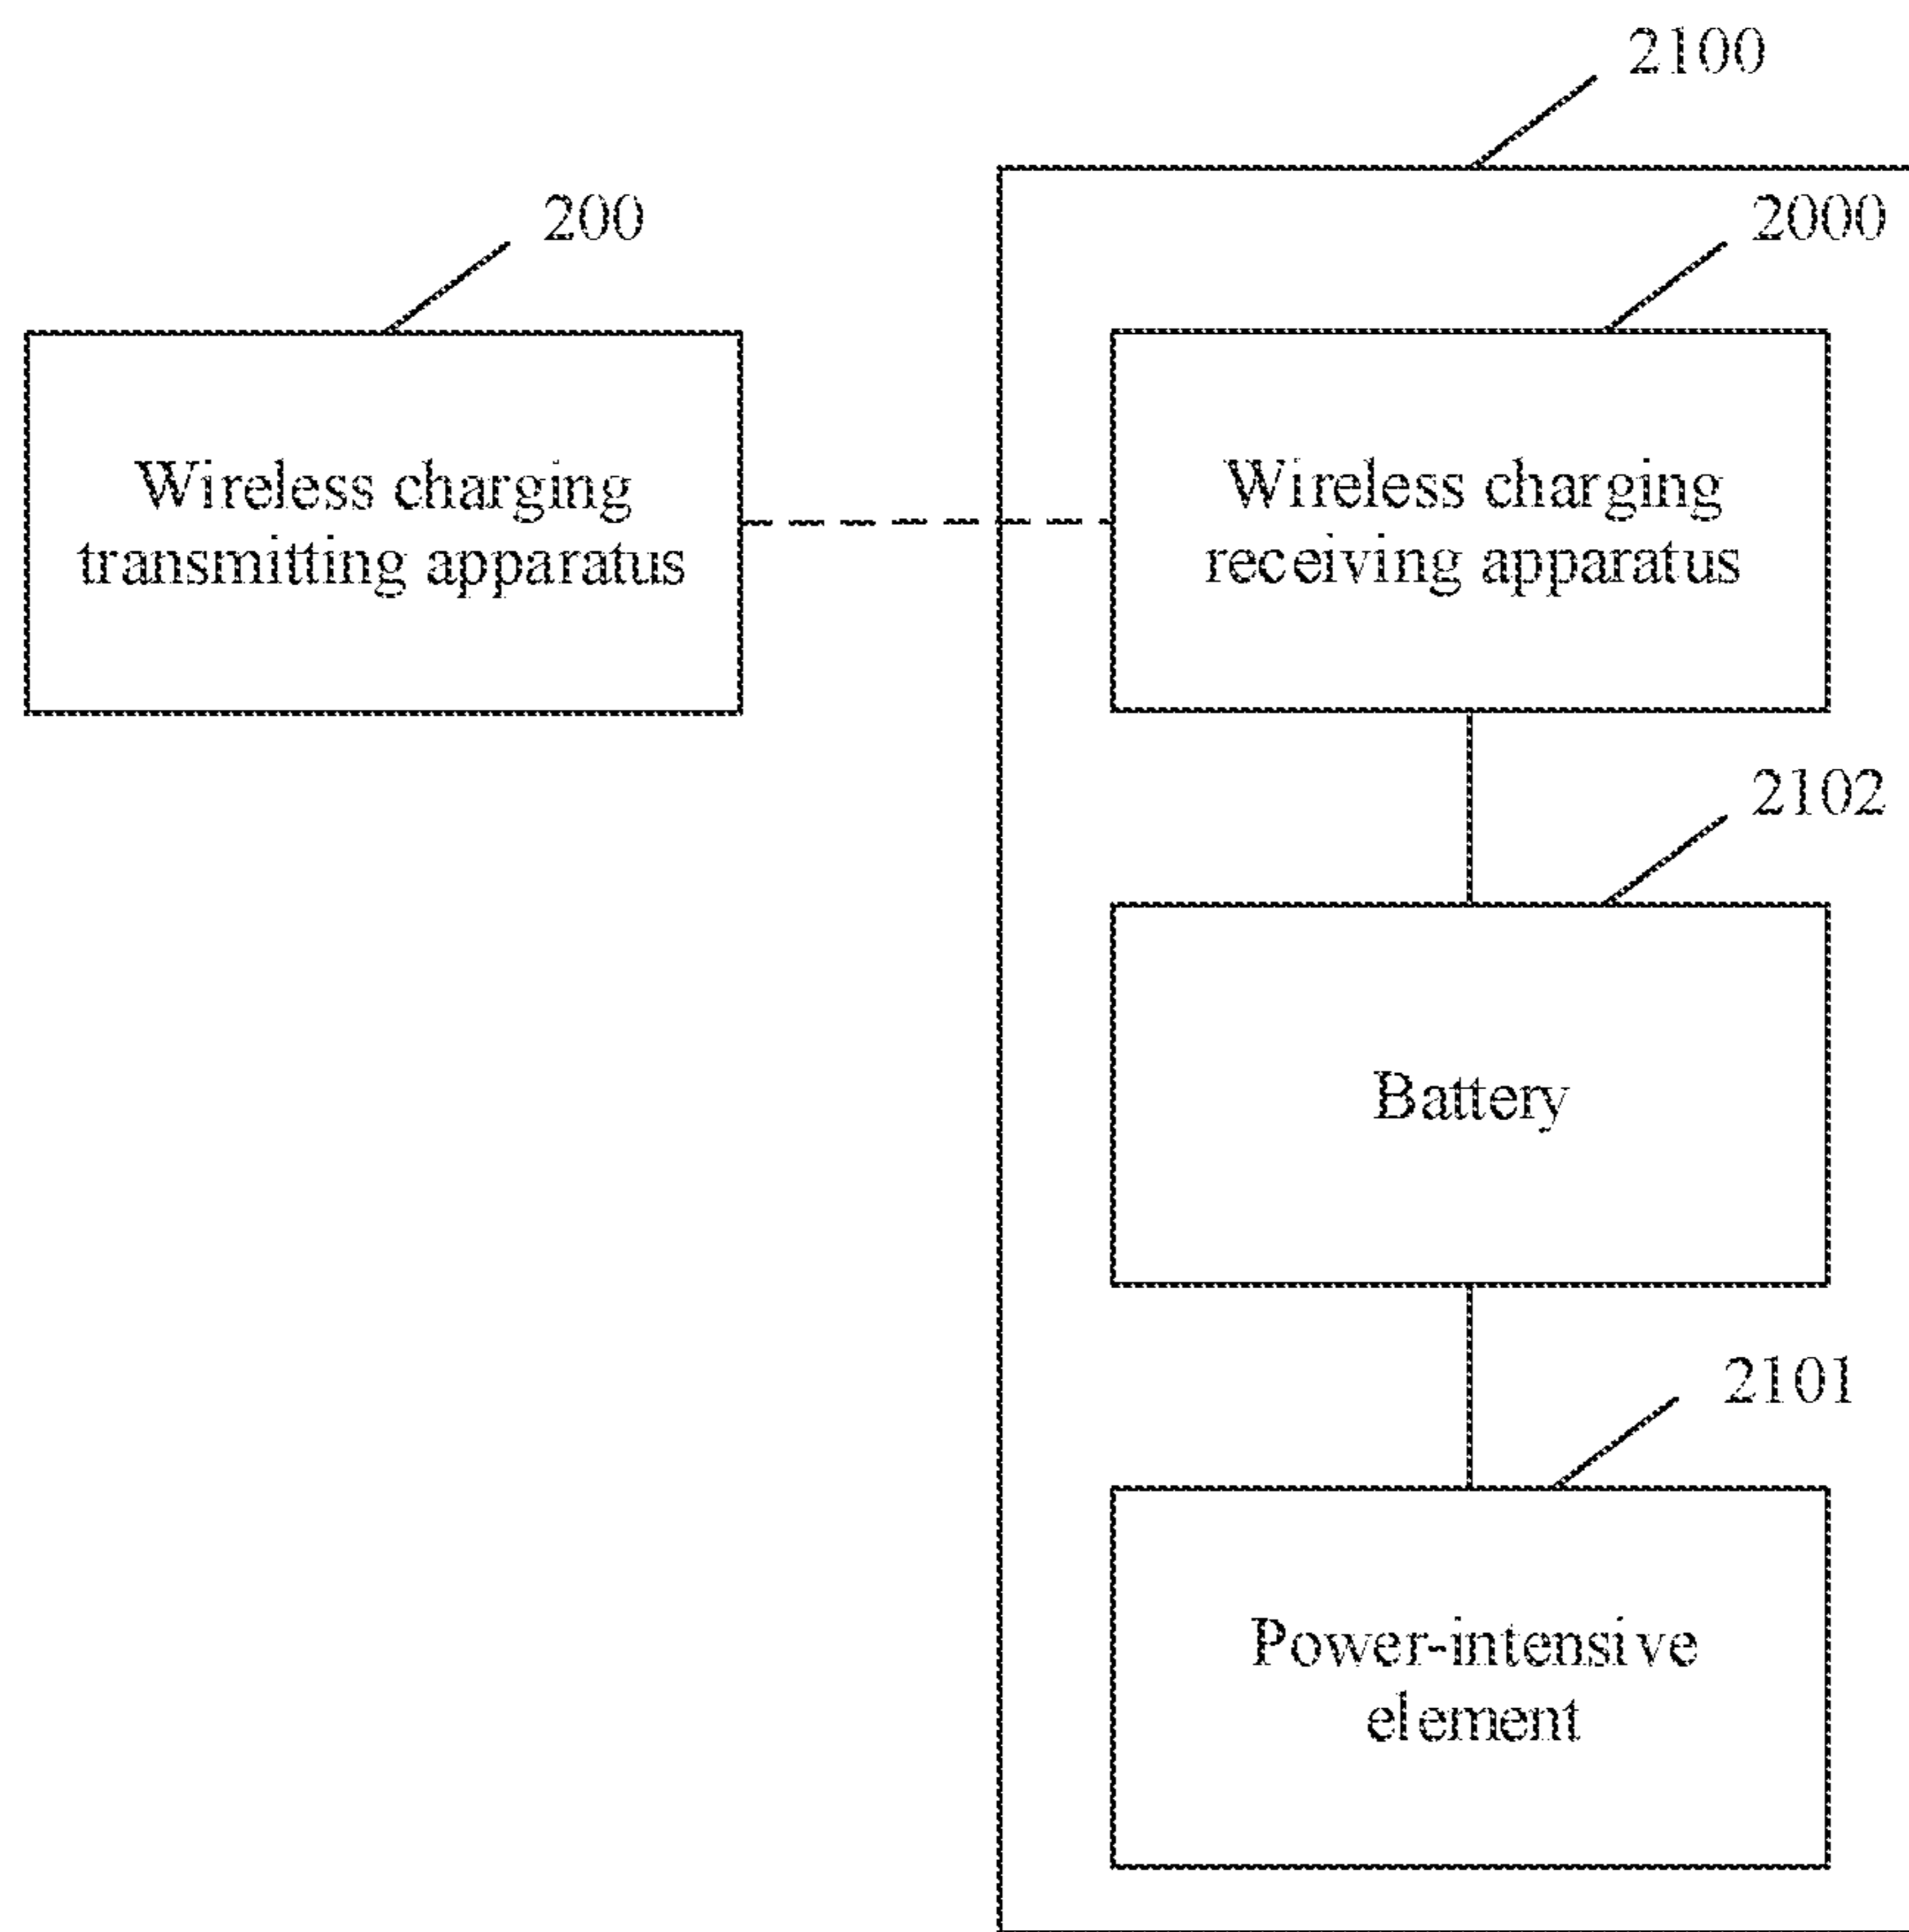 2100
200
2000
Wireless charging
transmitting apparatus
Wireless charging
receiving apparatus
2102
Battery
2101
Power-intensive
element